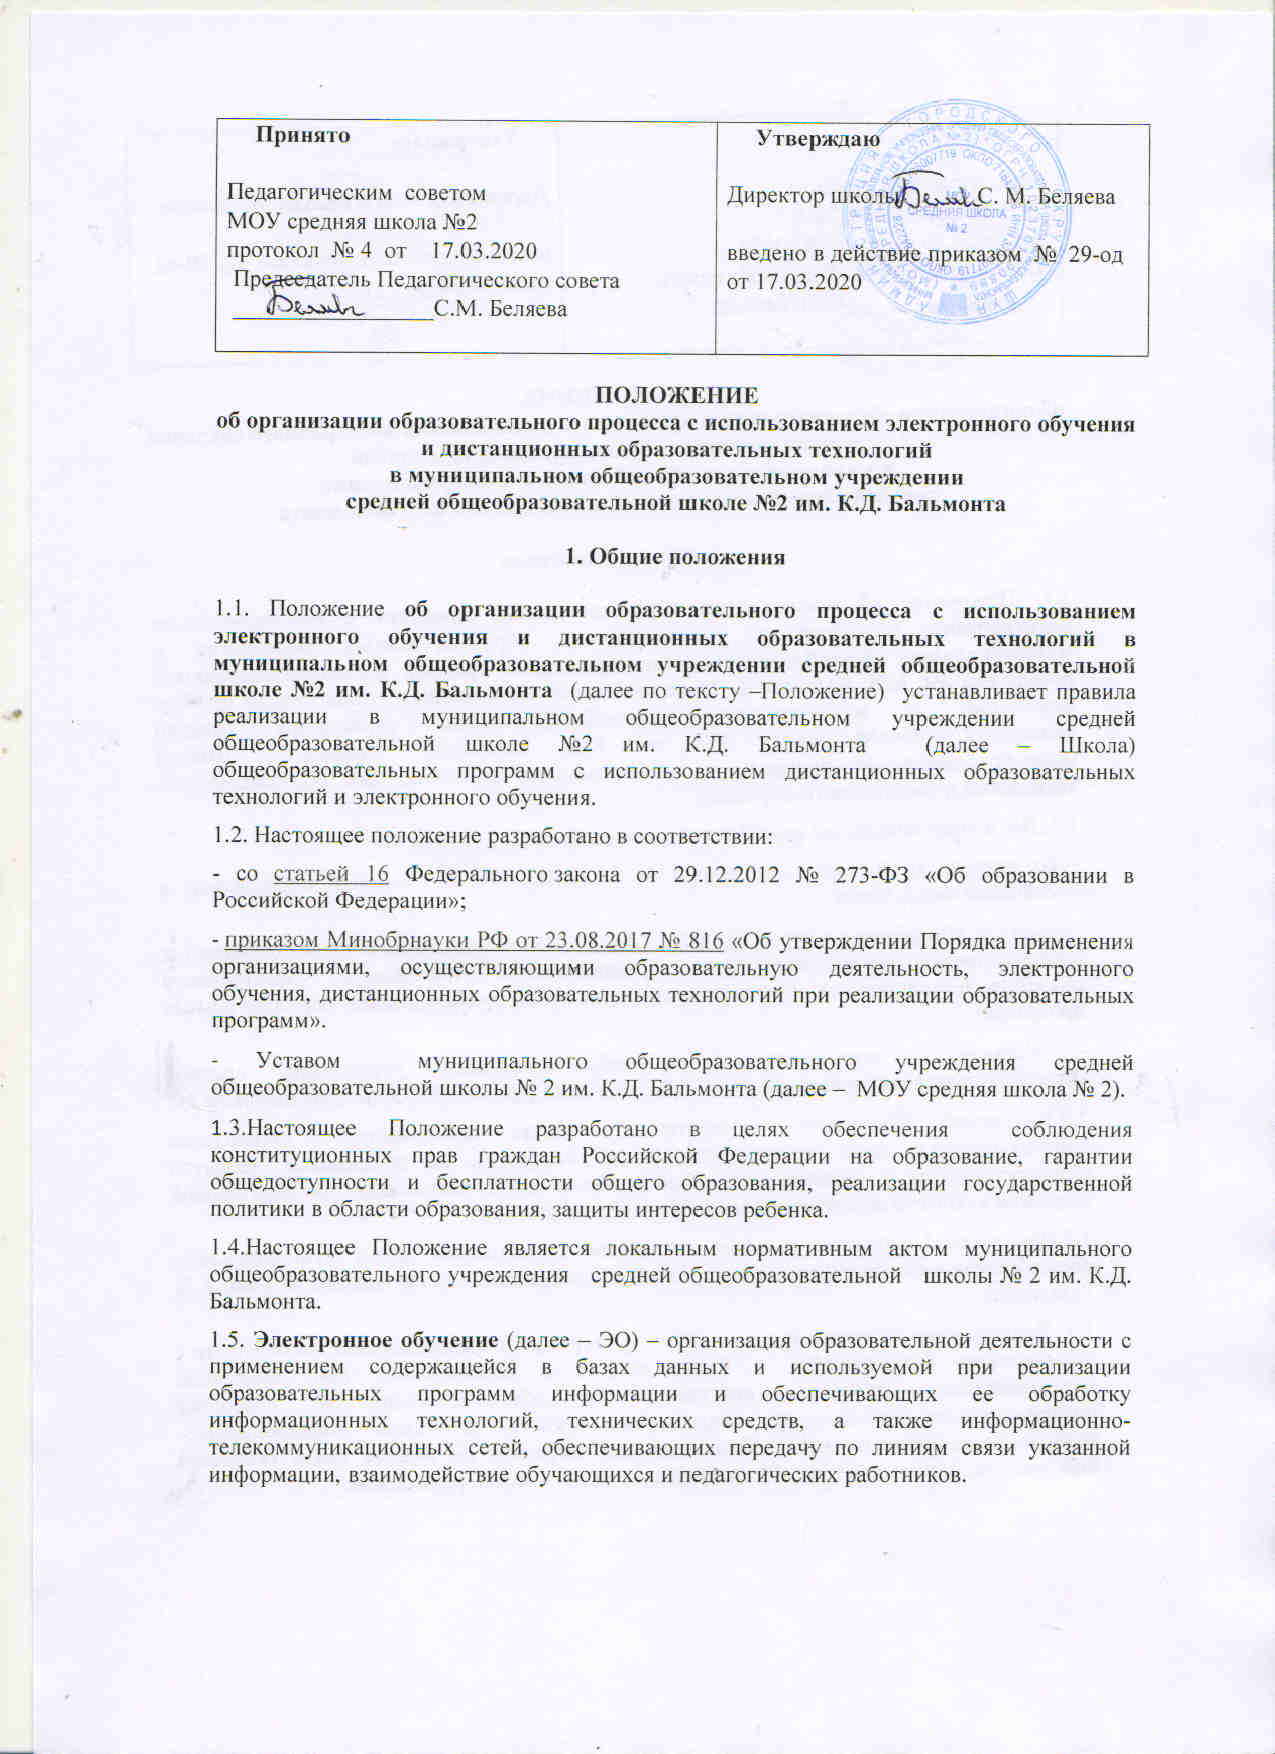 Принято
Педагогическим советом
МОУ средняя школа №2
протокол № 4 от 17.03.2020
Председатель Педагогического совета
________________С.М. Беляева
Утверждаю
Директор школы С. М. Беляева
введено в действие приказом № 29-од
от 17.03.2020
СРЕДНЯЯ ШКОЛА
№ 2
ПОЛОЖЕНИЕ
об организации образовательного процесса с использованием электронного обучения
и дистанционных образовательных технологий
в муниципальном общеобразовательном учреждении
средней общеобразовательной школе №2 им. К.Д. Бальмонта
1. Общие положения
1.1. Положение об организации образовательного процесса с использованием
электронного обучения и дистанционных образовательных технологий в
муниципальном общеобразовательном учреждении средней общеобразовательной
школе №2 им. К.Д. Бальмонта (далее по тексту –Положение) устанавливает правила
реализации в муниципальном общеобразовательном учреждении средней
общеобразовательной школе №2 им. К.Д. Бальмонта (далее – Школа)
общеобразовательных программ с использованием дистанционных образовательных
технологий и электронного обучения.
1.2. Настоящее положение разработано в соответствии:
- со статьей 16 Федерального закона от 29.12.2012 № 273-ФЗ «Об образовании в
Российской Федерации»;
- приказом Минобрнауки РФ от 23.08.2017 № 816 «Об утверждении Порядка применения
организациями, осуществляющими образовательную деятельность, электронного
обучения, дистанционных образовательных технологий при реализации образовательных
программ».
- Уставом муниципального общеобразовательного учреждения средней
общеобразовательной школы № 2 им. К.Д. Бальмонта (далее – МОУ средняя школа № 2).
1.3.Настоящее Положение разработано в целях обеспечения соблюдения
конституционных прав граждан Российской Федерации на образование, гарантии
общедоступности и бесплатности общего образования, реализации государственной
политики в области образования, защиты интересов ребенка.
1.4.Настоящее Положение является локальным нормативным актом муниципального
общеобразовательного учреждения средней общеобразовательной школы № 2 им. К.Д.
Бальмонта.
1.5. Электронное обучение (далее – ЭО) – организация образовательной деятельности с
применением содержащейся в базах данных и используемой при реализации
образовательных программ информации и обеспечивающих ее обработку
информационных технологий, технических средств, а также информационно-
телекоммуникационных сетей, обеспечивающих передачу по линиям связи указанной
информации, взаимодействие обучающихся и педагогических работников.